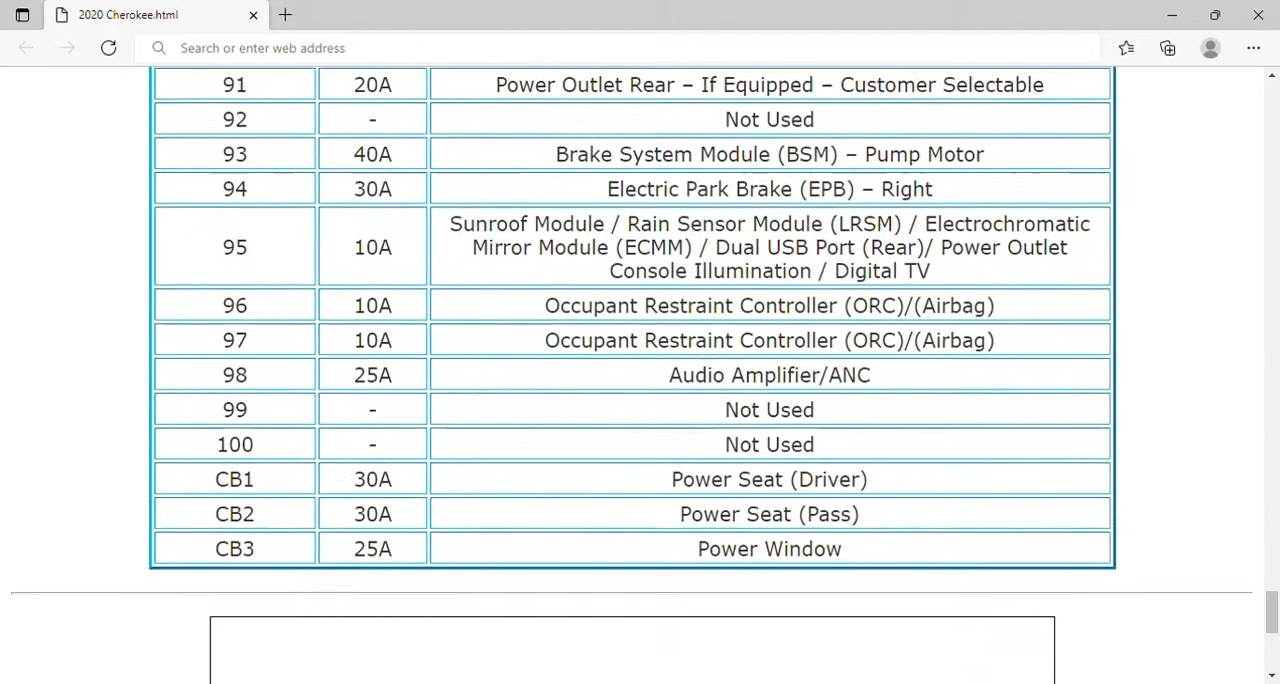 2020 Cherokee.html
Search or enter web address
91 20A Power Outlet Rear – If Equipped – Customer Selectable
92 - Not Used
93 40A Brake System Module (BSM) – Pump Motor
94 30A Electric Park Brake (EPB) – Right
Sunroof Module / Rain Sensor Module (LRSM) / Electrochromatic
95 10A Mirror Module (ECMM) / Dual USB Port (Rear)/ Power Outlet
Console Illumination / Digital TV
96 10A Occupant Restraint Controller (ORC)/(Airbag)
97 10A Occupant Restraint Controller (ORC)/(Airbag)
98 25A Audio Amplifier/ANC
99 - Not Used
100 - Not Used
CB1 30A Power Seat (Driver)
CB2 30A Power Seat (Pass)
CB3 25A Power Window